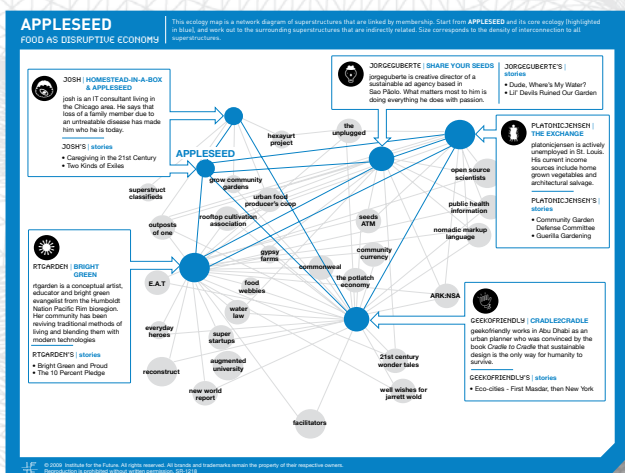 APPLESEED
FOOD AS DISRUPTIVE ECONOMY
This ecology map is a network diagram of superstructures that are linked by membership. Start from APPLESEED and its core ecology (highlighted
in blue), and work out to the surrounding superstructures that are indirectly related. Size corresponds to the density of interconnection to all
superstructures.
JOSH | HOMESTEAD-IN-A-BOX
& APPLESEED
josh is an IT consultant living in
the Chicago area. He says that
loss of a family member due to
an untreatable disease has made
him who he is today.
JOSH'S | stories
• Caregiving in the 21st Century
• Two Kinds of Exiles
JORGEGUBERTE | SHARE YOUR SEEDS
jorgeguberte is creative director of a
sustainable ad agency based in
Sao Pãolo. What matters most to him is
doing everything he does with passion.
JORGEGUBERTE'S |
stories
• Dude, Where's My Water?
• Lil' Devils Ruined Our Garden
PLATONICJENSEN |
THE EXCHANGE
platonicjensen is actively
unemployed in St. Louis.
His current income
sources include home
grown vegetables and
architectural salvage.
PLATONICJENSEN'S |
stories
• Community Garden
Defense Committee
• Guerilla Gardening
RTGARDEN | BRIGHT
GREEN
rtgarden is a conceptual artist,
educator and bright green
evangelist from the Humboldt
Nation Pacific Rim bioregion.
Her community has been
reviving traditional methods of
living and blending them with
modern technologies
RTGARDEN'S | stories
• Bright Green and Proud
• The 10 Percent Pledge
GEEKOFRIENDLY | CRADLE2CRADLE
geekofriendly works in Abu Dhabi as an
urban planner who was convinced by the
book Cradle to Cradle that sustainable
design is the only way for humanity to
survive.
GEEKOFRIENDLY'S | stories
• Eco-cities - First Masdar, then New York
APPLESEED
hexayurt
project
the
unplugged
grow community
gardens
superstruct
classifieds
urban food
producer's coop
open source
scientists
public health
information
outposts
of one
rooftop cultivation
association
seeds
ATM
nomadic markup
language
gypsy
farms
community
currency
commonweal
E.A.T
food
webbies
the potlatch
economy
ARK:NSA
water
law
everyday
heroes
super
startups
augmented
university
21st century
wonder tales
reconstruct
new world
report
well wishes for
jarrett wold
facilitators
© 2009 Institute for the Future. All rights reserved. All brands and trademarks remain the property of their respective owners.
Reproduction is prohibited without written permission. SR-1218